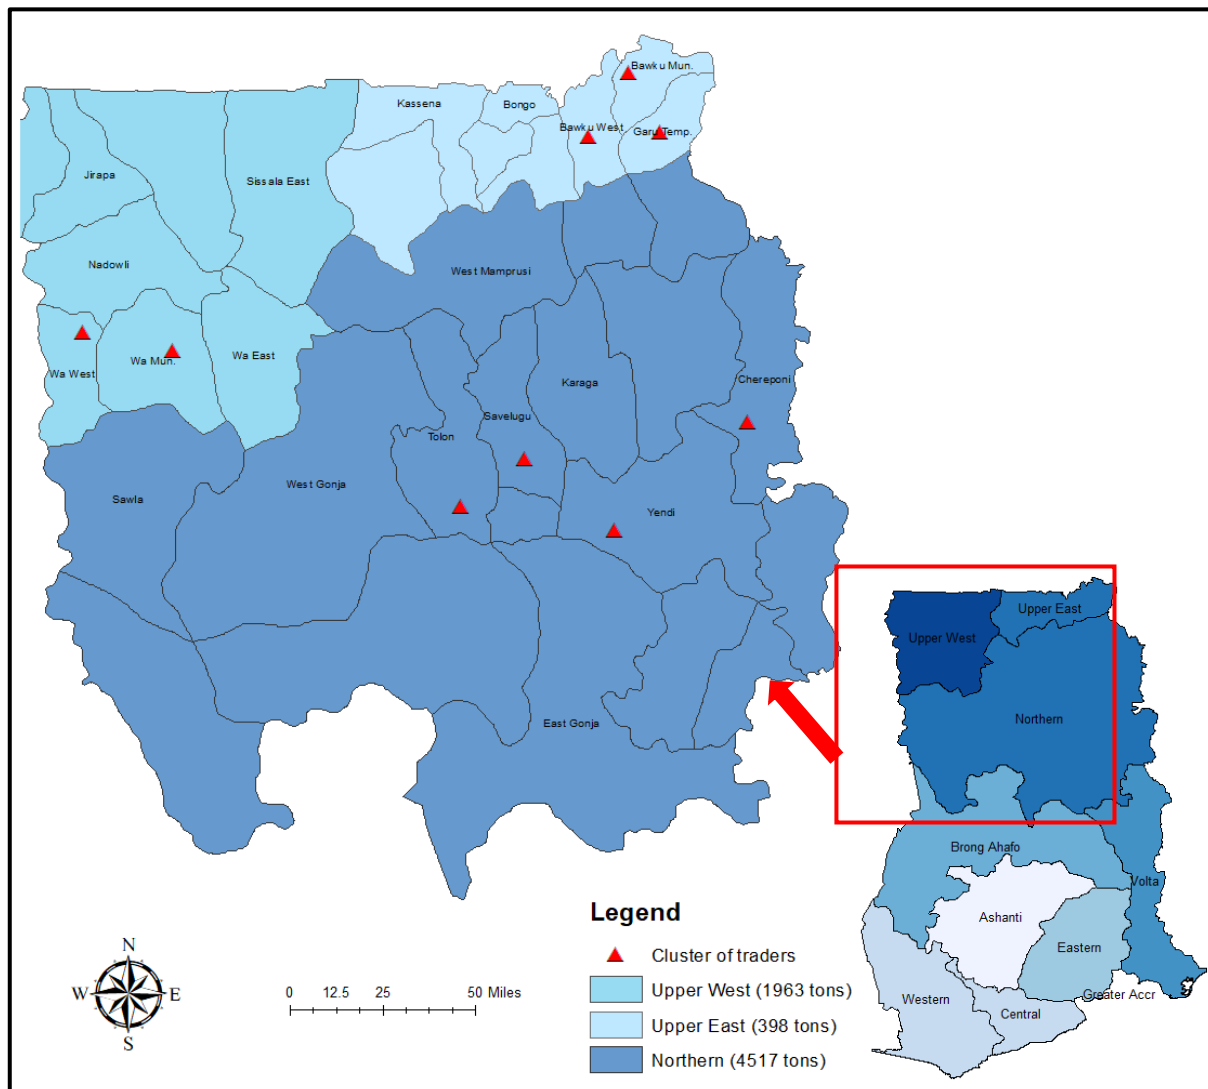 Bawku Mun.
Kassena
Bongo
Bawku West
Garu Temp.
Jirapa
Sissala East
Nadowli
West Mamprusi
Wa West
Wa Mun.
Wa East
Karaga
Chereponi
Savelugu
Tolon
Sawla
West Gonja
Yendi
East Gonja
Upper East
Upper West
Northern
Brong Ahafo
Volta
Ashanti
Eastern
Greater Accr
Western
Central
N
W E
S
0 12.5 25 50 Miles
Legend
Cluster of traders
Upper West (1963 tons)
Upper East (398 tons)
Northern (4517 tons)